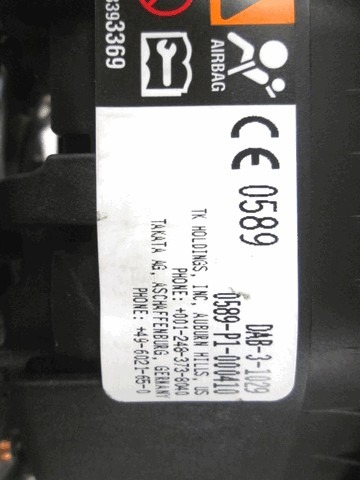 8393369
AIRBAG
CE 0589
DAB-3-1029
0589-P1-000410
TK HOLDINGS, INC, AUBURN HILLS, US
PHONE: +001-248-373-8040
TAKATA AG, ASCHAFFENBURG, GERMANY
PHONE: +49-6021-65-0